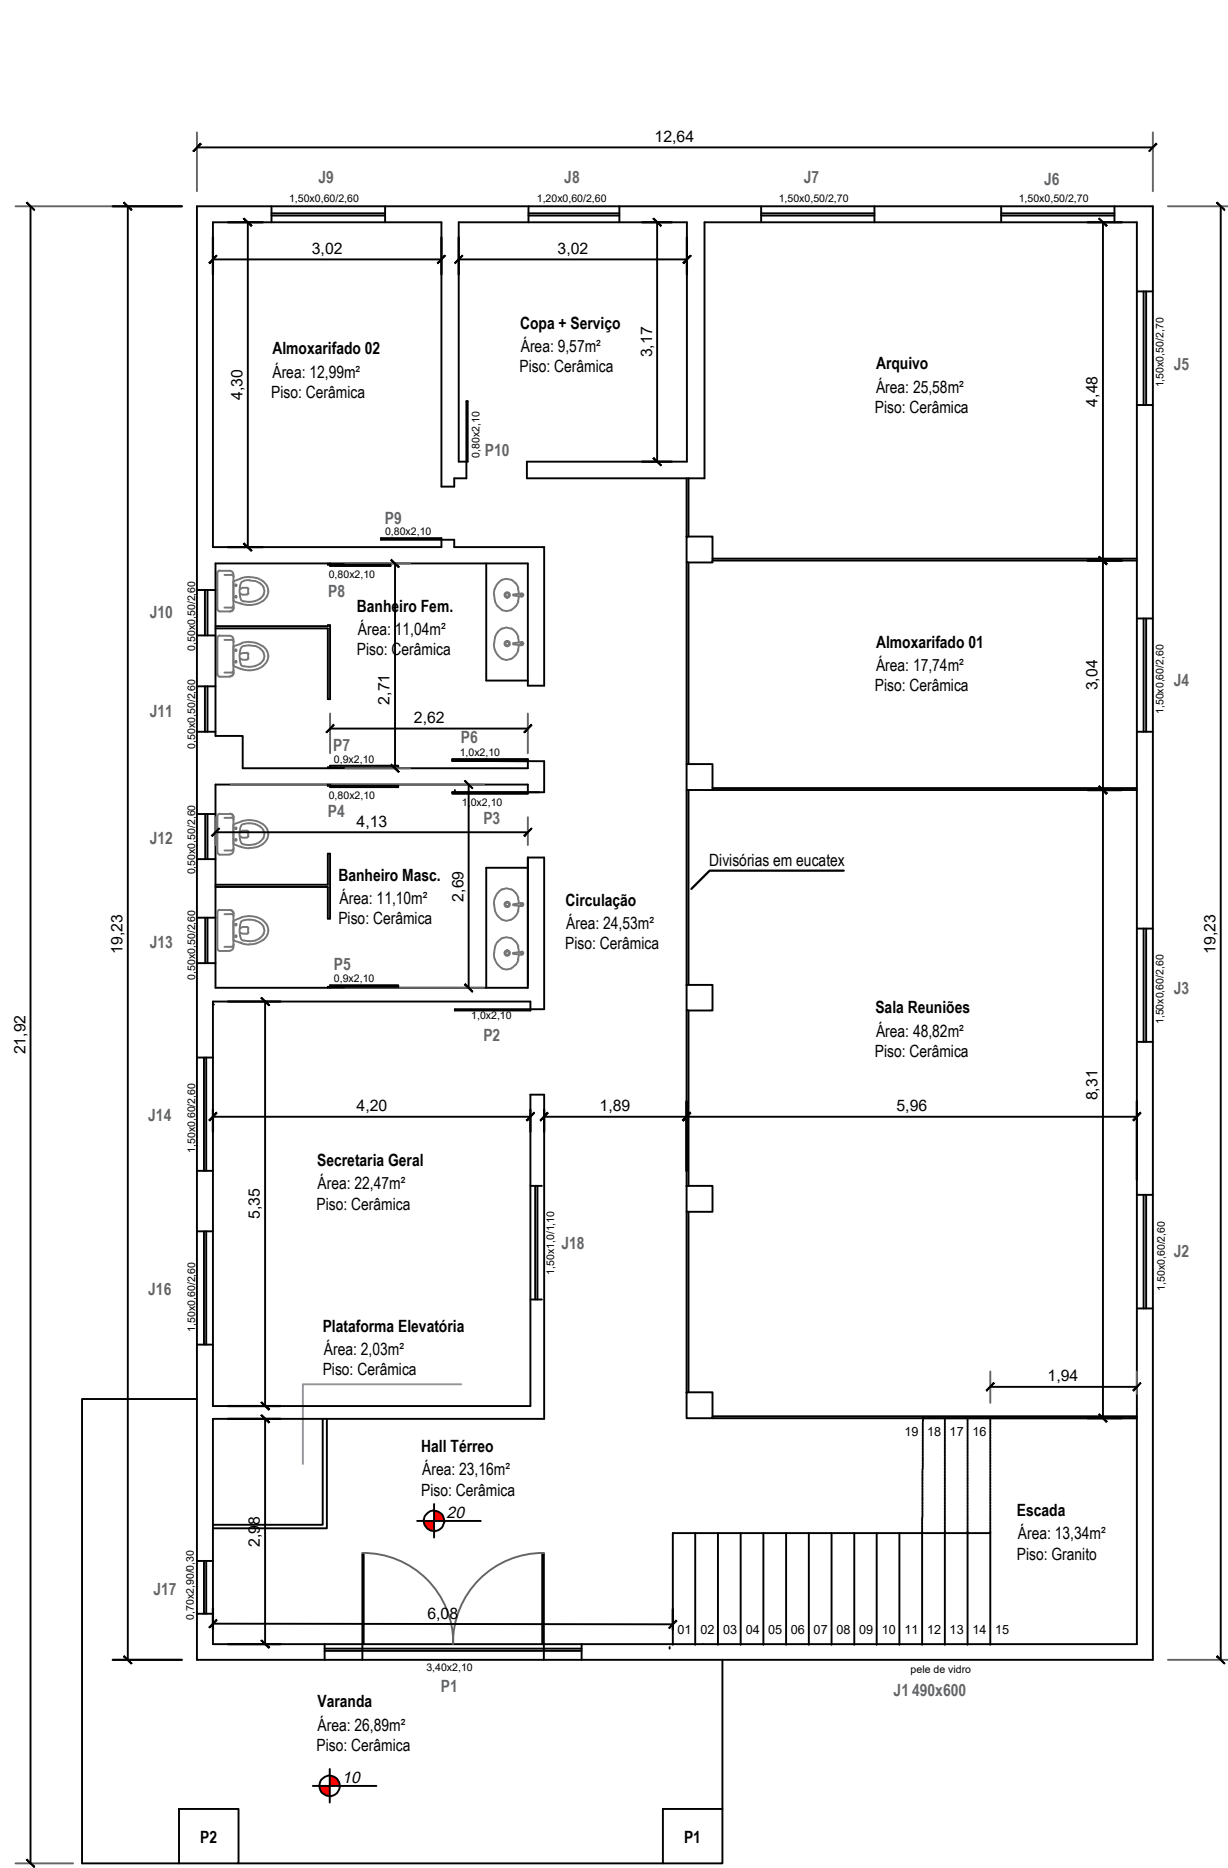 12,64
J9
J8
J7
J6
1,50x0,60/2,60
1,20x0,60/2,60
1,50x0,50/2,70
1,50x0,50/2,70
3,02
3,02
Copa + Serviço
Área: 9,57m²
Piso: Cerâmica
3,17
Almoxarifado 02
Área: 12,99m²
Piso: Cerâmica
4,30
Arquivo
Área: 25,58m²
Piso: Cerâmica
4,48
1,50x0,50/2,70
J5
0,80x2,10
P10
P9
0,80x2,10
0,80x2,10
P8
J10
0,50x0,50/2,60
Banheiro Fem.
Área: 11,04m²
Piso: Cerâmica
2,71
Almoxarifado 01
Área: 17,74m²
Piso: Cerâmica
3,04
1,50x0,60/2,60
J4
J11
0,50x0,50/2,60
2,62
P7
0,9x2,10
P6
1,0x2,10
0,80x2,10
P4
1,0x2,10
P3
J12
0,50x0,50/2,60
4,13
Banheiro Masc.
Área: 11,10m²
Piso: Cerâmica
2,69
Divisórias em eucatex
Circulação
Área: 24,53m²
Piso: Cerâmica
19,23
19,23
J13
0,50x0,50/2,60
P5
0,9x2,10
1,0x2,10
P2
Sala Reuniões
Área: 48,82m²
Piso: Cerâmica
1,50x0,60/2,60
J3
21,92
8,31
J14
1,50x0,60/2,60
4,20
1,89
5,96
Secretaria Geral
Área: 22,47m²
Piso: Cerâmica
5,35
1,50x1,0/1,10
J18
1,50x0,60/2,60
J2
J16
1,50x0,60/2,60
Plataforma Elevatória
Área: 2,03m²
Piso: Cerâmica
1,94
Hall Térreo
Área: 23,16m²
Piso: Cerâmica
20
2,98
19 18 17 16
Escada
Área: 13,34m²
Piso: Granito
J17
0,70x2,90/0,30
6,08
01 02 03 04 05 06 07 08 09 10 11 12 13 14 15
3,40x2,10
P1
pele de vidro
J1 490x600
Varanda
Área: 26,89m²
Piso: Cerâmica
10
P2
P1